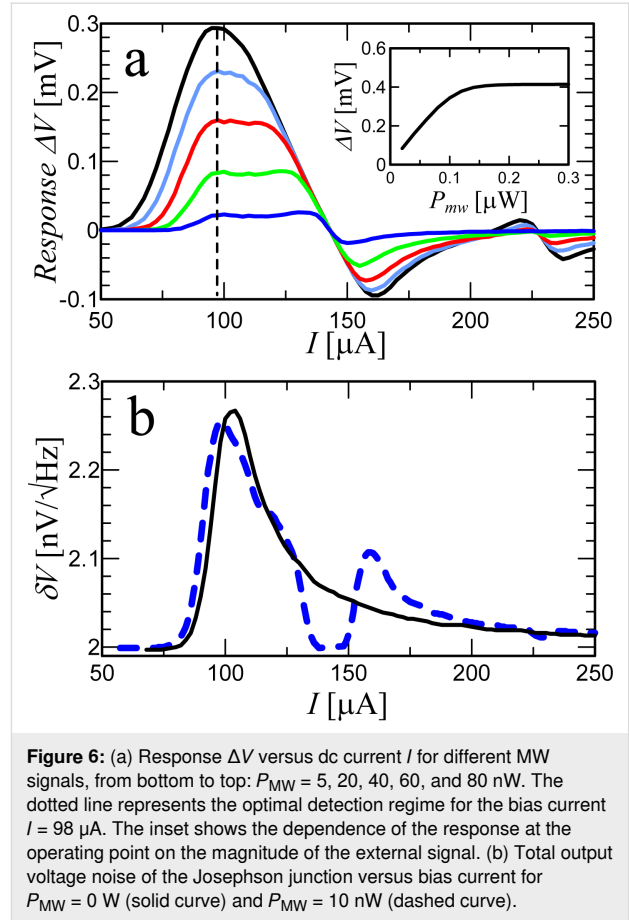 a
Response ΔV [mV]
0.3
0.2
0.1
0
-0.1
50
100
150
200
250
I [μA]
ΔV [mV]
0.6
0.4
0.2
0
0
0.1
0.2
0.3
P_mw [μW]
b
δV [nV/√Hz]
2.3
2.2
2.1
2
50
100
150
200
250
I [μA]
Figure 6: (a) Response ΔV versus dc current I for different MW
signals, from bottom to top: P_MW = 5, 20, 40, 60, and 80 nW. The
dotted line represents the optimal detection regime for the bias current
I = 98 μA. The inset shows the dependence of the response at the
operating point on the magnitude of the external signal. (b) Total output
voltage noise of the Josephson junction versus bias current for
P_MW = 0 W (solid curve) and P_MW = 10 nW (dashed curve).